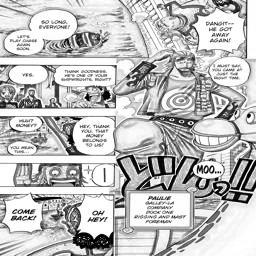 DANGIT--
HE GOT
AWAY
AGAIN!
SO LONG,
EVERYONE!
LET'S
PLAY CHASE
AGAIN
SOON.
I MUST SAY,
YOU CAME AT
JUST THE
RIGHT TIME.
THANK GOODNESS.
HE'S ONE OF YOUR
SHIPWRIGHTS, RIGHT?
YES.
HEY, THANK
YOU. THAT
MONEY
BELONGS
TO US!
HUH?
MONEY?
YOU MEAN
THIS...
MOO...
PAULIE
GALLEY-LA
COMPANY
DOCK ONE
RIGGING AND MAST
FOREMAN
OH
HEY!
COME
BACK!